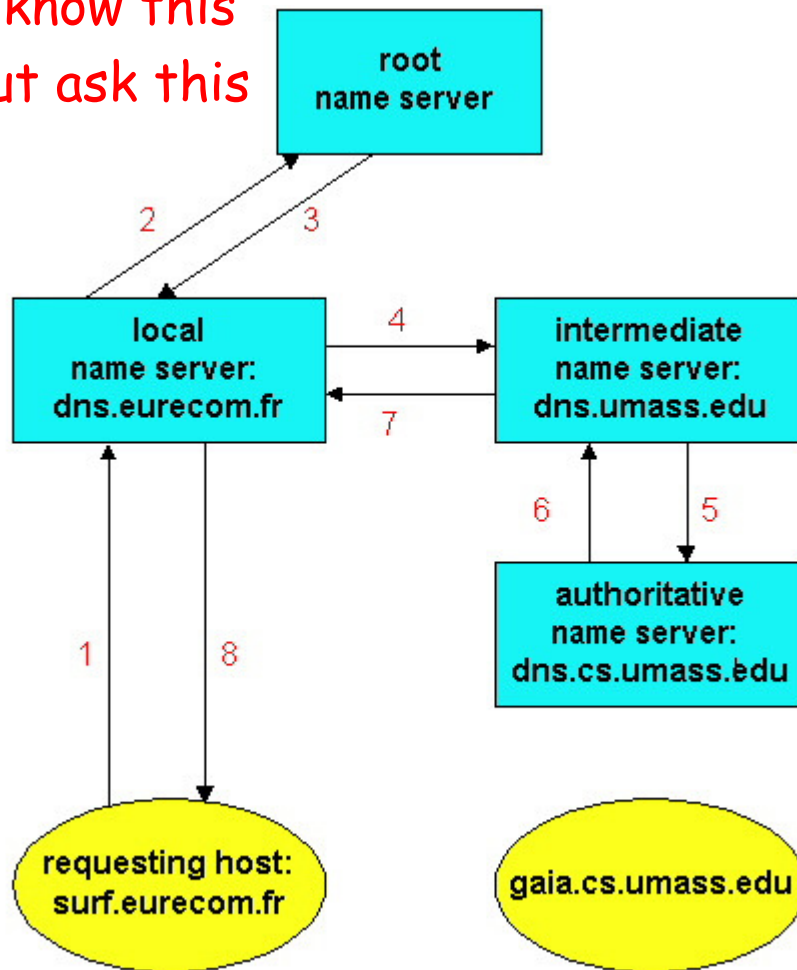 know this
ut ask this
root
name server
2
3
local
name server:
dns.eurecom.fr
4
7
intermediate
name server:
dns.umass.edu
6
5
authoritative
name server:
dns.cs.umass.edu
1
8
requesting host:
surf.eurecom.fr
gaia.cs.umass.edu